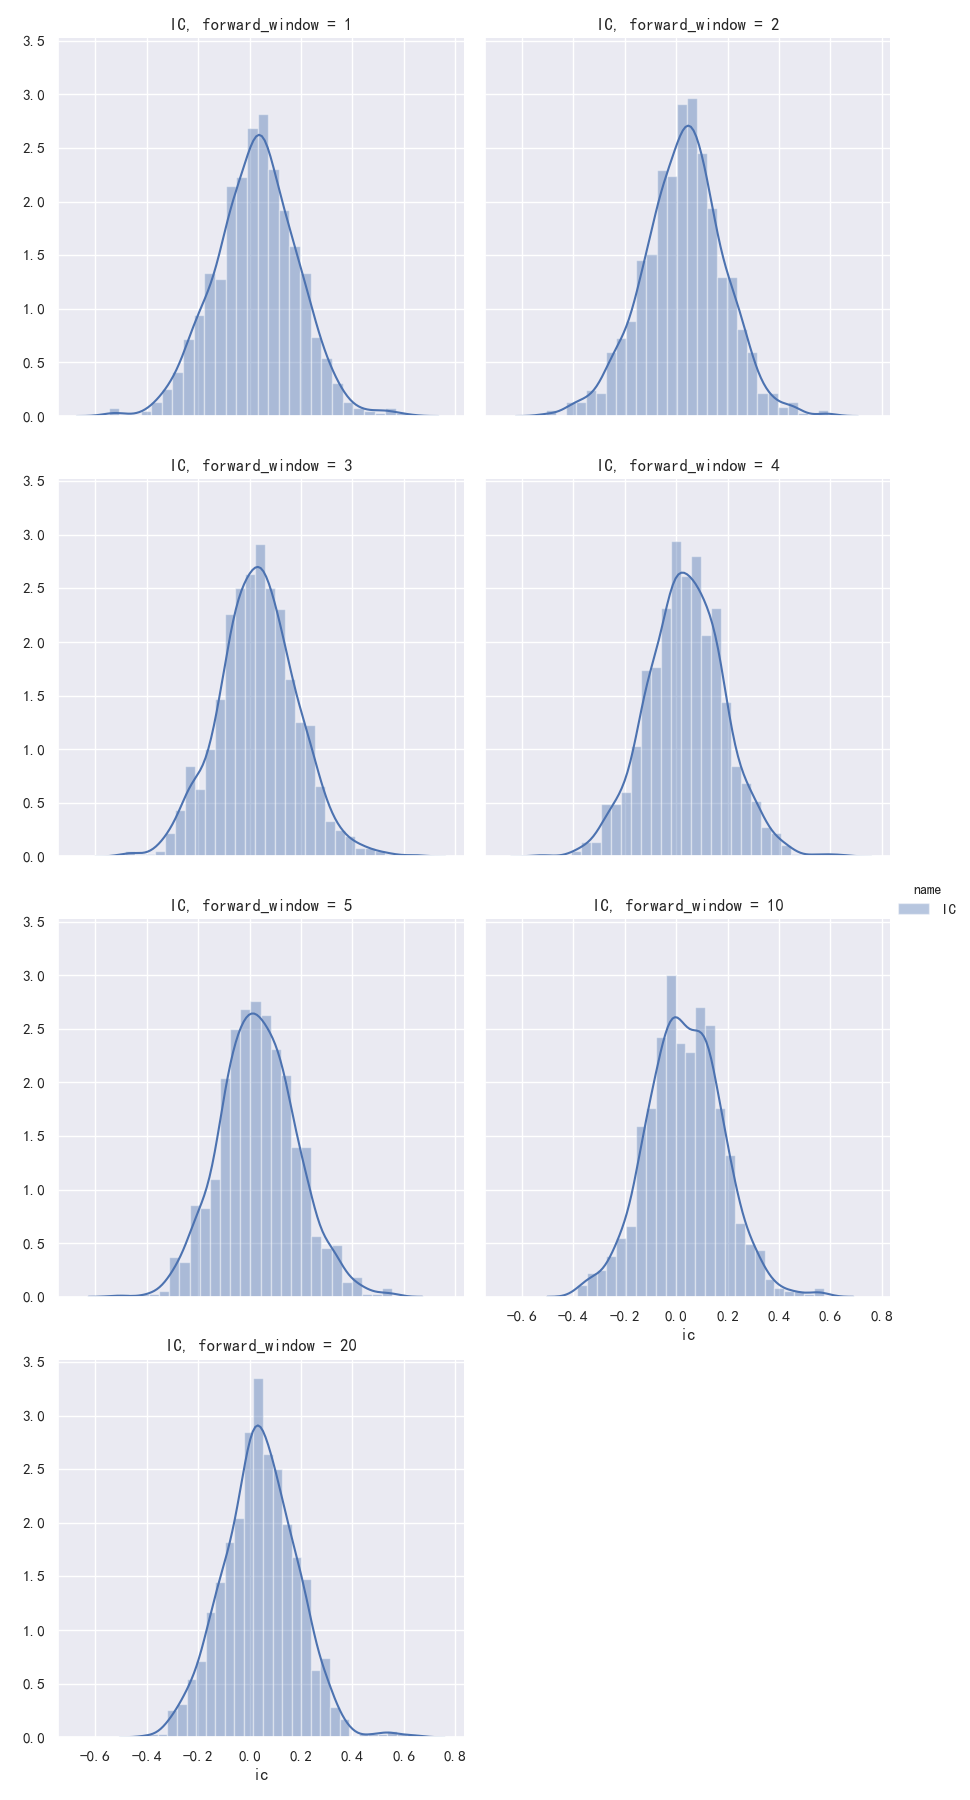 IC, forward_window = 1
IC, forward_window = 2
3.5
3.0
2.5
2.0
1.5
1.0
0.5
0.0
IC, forward_window = 3
IC, forward_window = 4
3.5
3.0
2.5
2.0
1.5
1.0
0.5
0.0
name
IC
IC, forward_window = 5
IC, forward_window = 10
3.5
3.0
2.5
2.0
1.5
1.0
0.5
0.0
-0.6 -0.4 -0.2 0.0 0.2 0.4 0.6 0.8
ic
IC, forward_window = 20
3.5
3.0
2.5
2.0
1.5
1.0
0.5
0.0
-0.6 -0.4 -0.2 0.0 0.2 0.4 0.6 0.8
ic